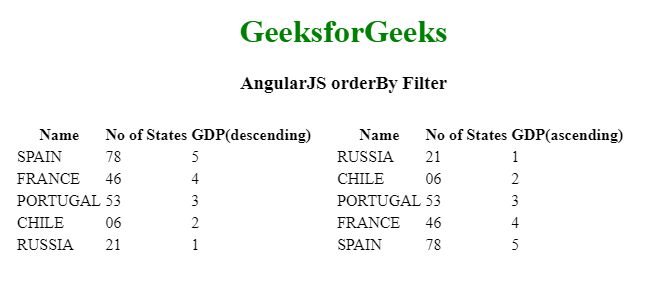 GeeksforGeeks
AngularJS orderBy Filter
Name No of States GDP(descending) Name No of States GDP(ascending)
SPAIN 78 5 RUSSIA 21 1
FRANCE 46 4 CHILE 06 2
PORTUGAL 53 3 PORTUGAL 53 3
CHILE 06 2 FRANCE 46 4
RUSSIA 21 1 SPAIN 78 5